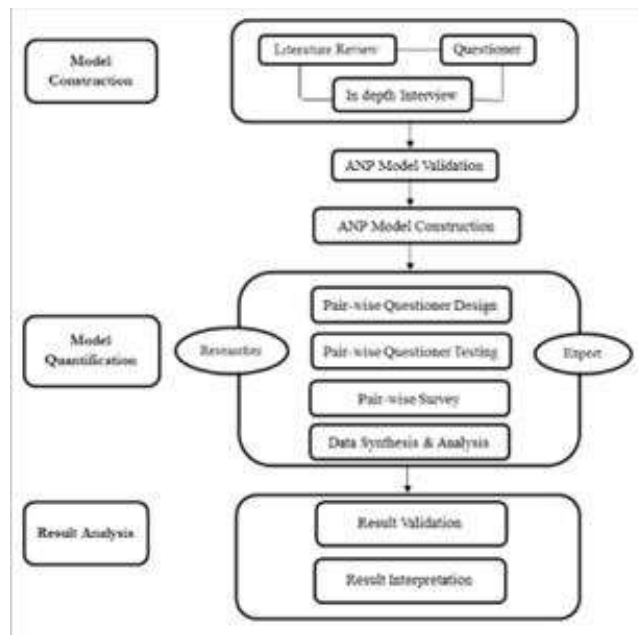 Model
Construction
Literature Review
Questioner
In depth Interview
ANP Model Validation
ANP Model Construction
Model
Quantification
Pair-wise Questioner Design
Pair-wise Questioner Testing
Pair-wise Survey
Data Synthesis & Analysis
Expert
Result Analysis
Result Validation
Result Interpretation